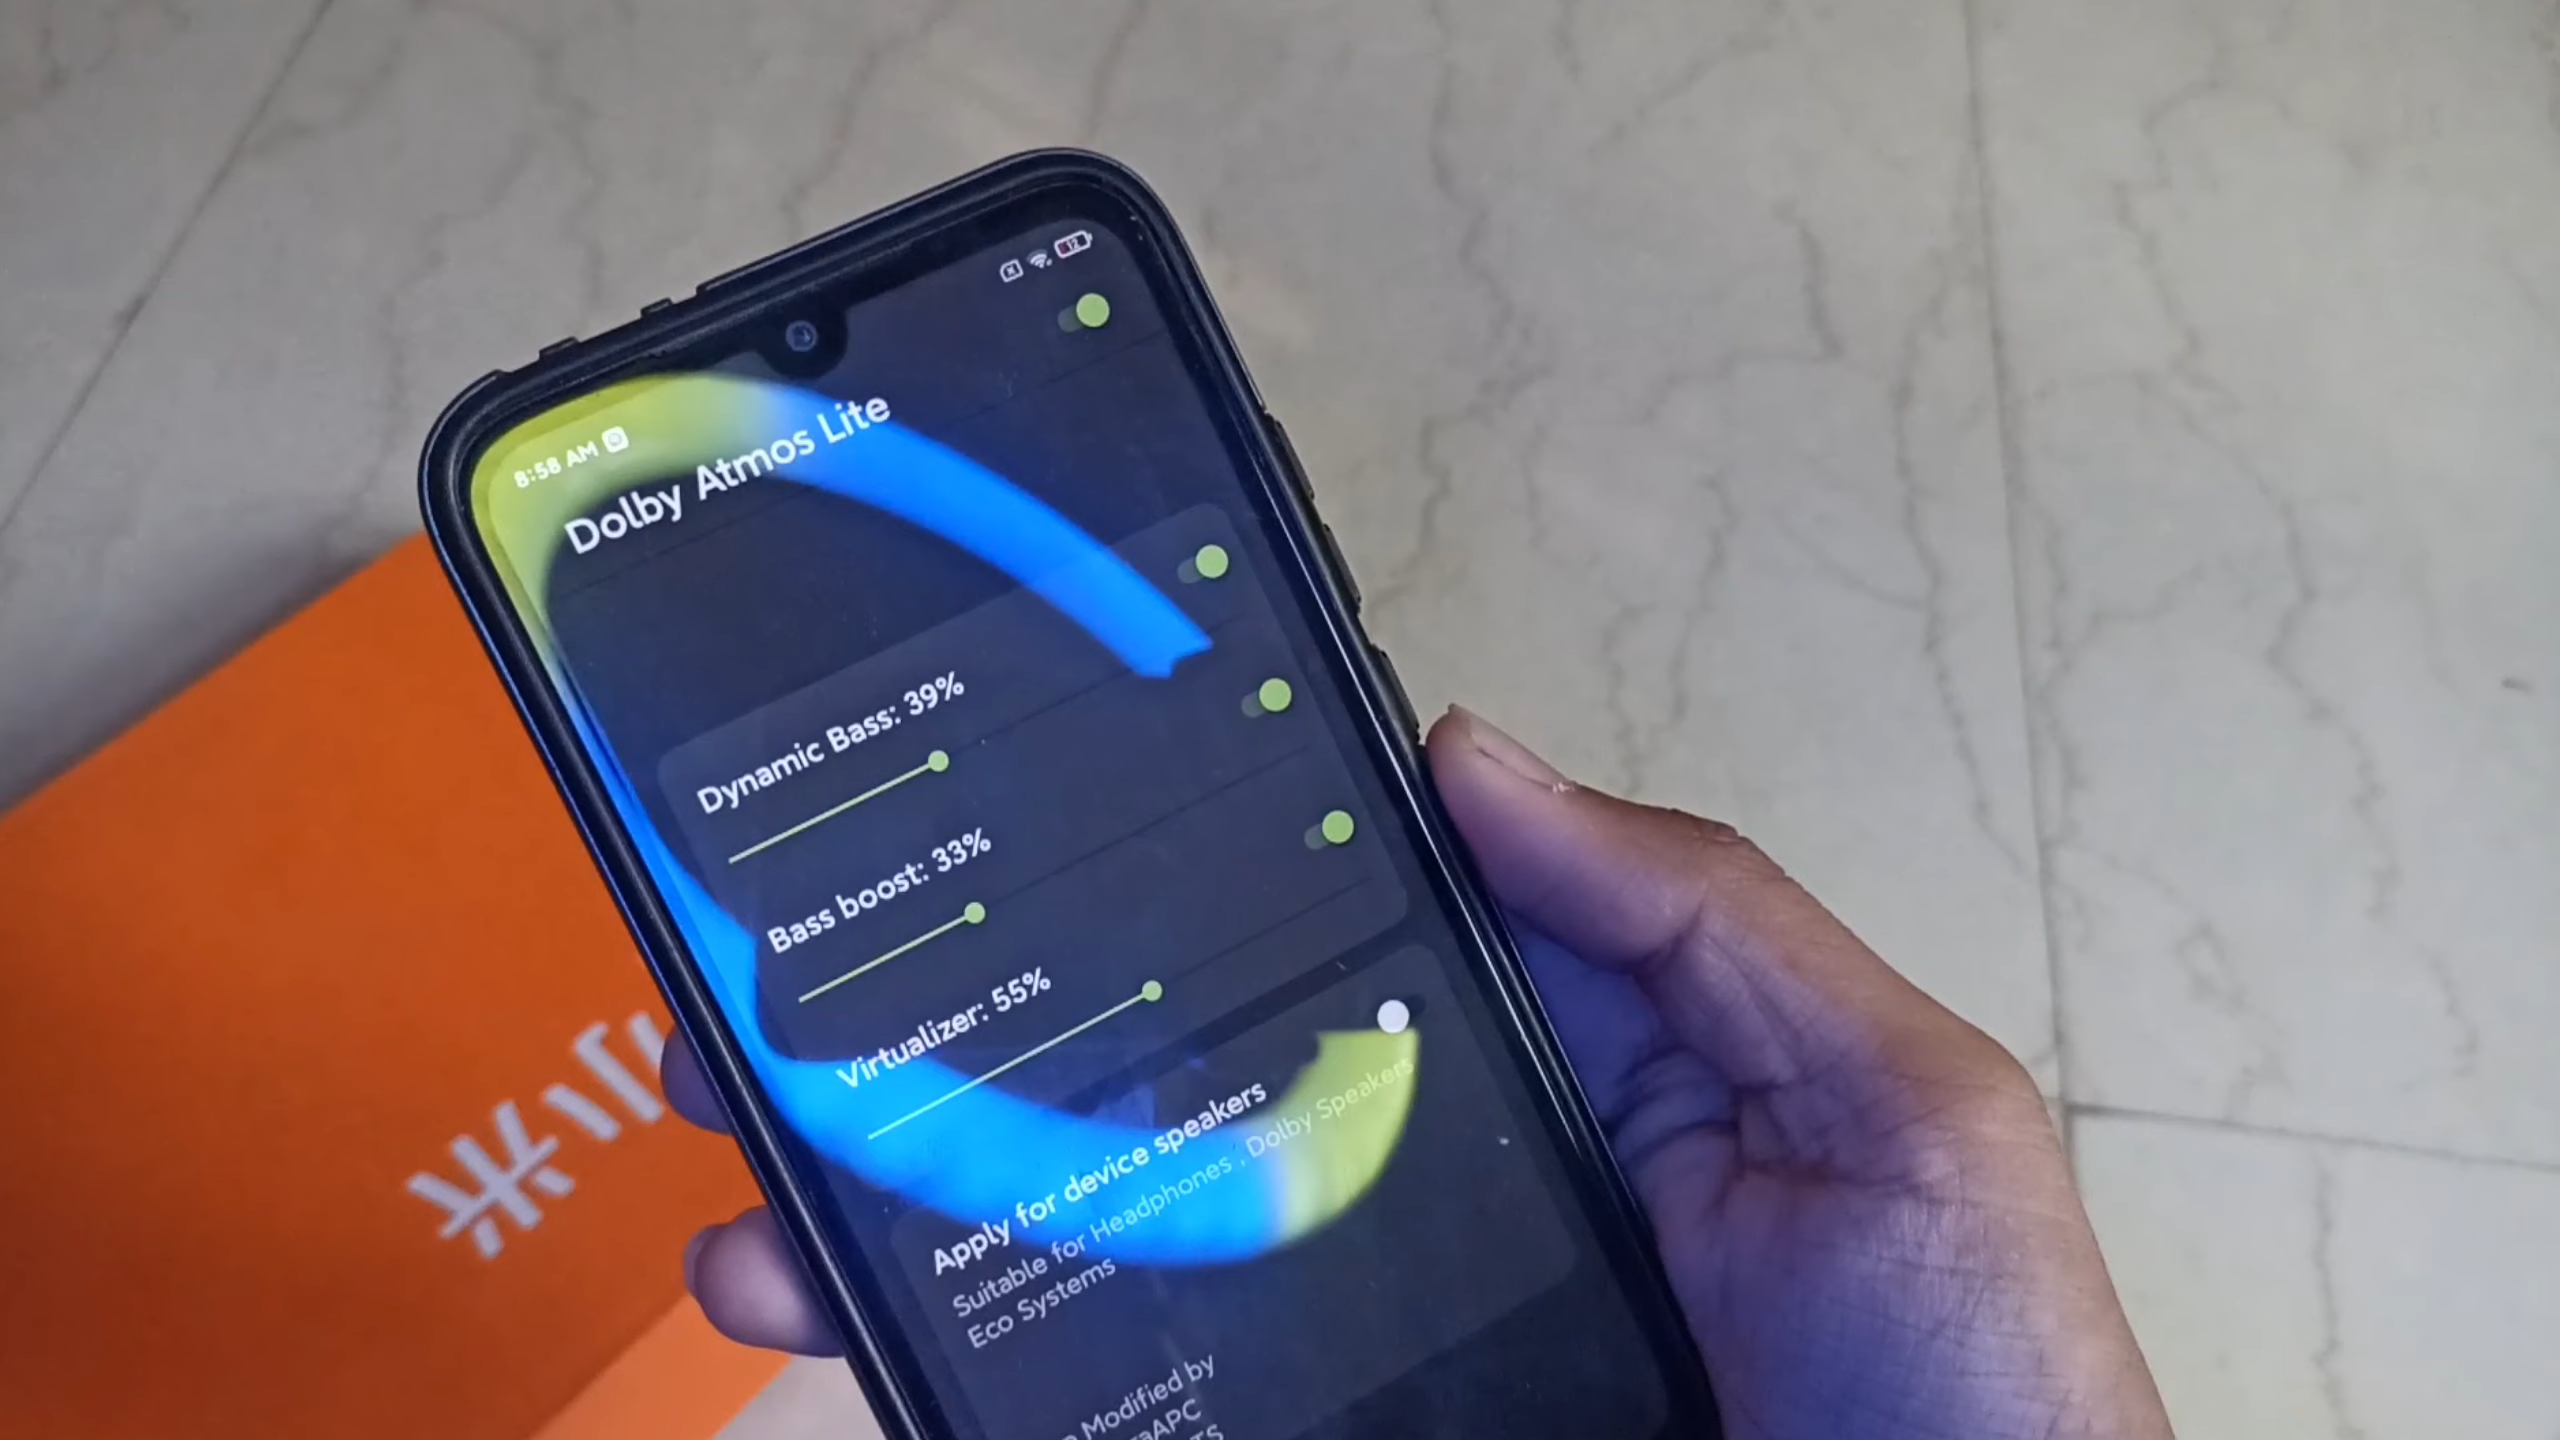 8:58 AM
12
Dolby Atmos Lite
Dynamic Bass: 39%
Bass boost: 33%
Virtualizer: 55%
Apply for device speakers
Suitable for Headphones , Dolby Speakers
Eco Systems
Modified by